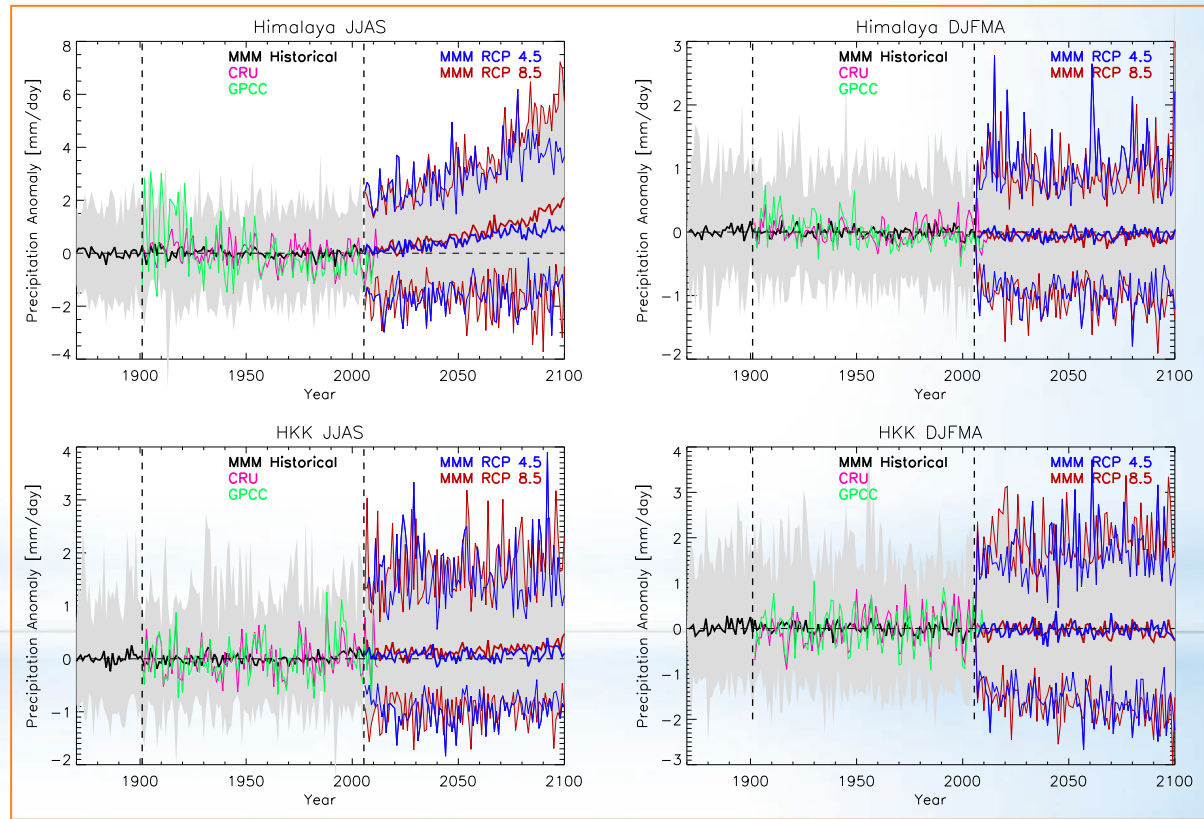 Himalaya JJAS
Precipitation Anomaly [mm/day]
8
6
4
2
0
−2
−4
MMM Historical
CRU
GPCC
MMM RCP 4.5
MMM RCP 8.5
1900 1950 2000 2050 2100
Year
Himalaya DJFMA
Precipitation Anomaly [mm/day]
3
2
1
0
−1
−2
MMM Historical
CRU
GPCC
MMM RCP 4.5
MMM RCP 8.5
1900 1950 2000 2050 2100
Year
HKK JJAS
Precipitation Anomaly [mm/day]
4
3
2
1
0
−1
−2
MMM Historical
CRU
GPCC
MMM RCP 4.5
MMM RCP 8.5
1900 1950 2000 2050 2100
Year
HKK DJFMA
Precipitation Anomaly [mm/day]
4
3
2
1
0
−1
−2
−3
MMM Historical
CRU
GPCC
MMM RCP 4.5
MMM RCP 8.5
1900 1950 2000 2050 2100
Year